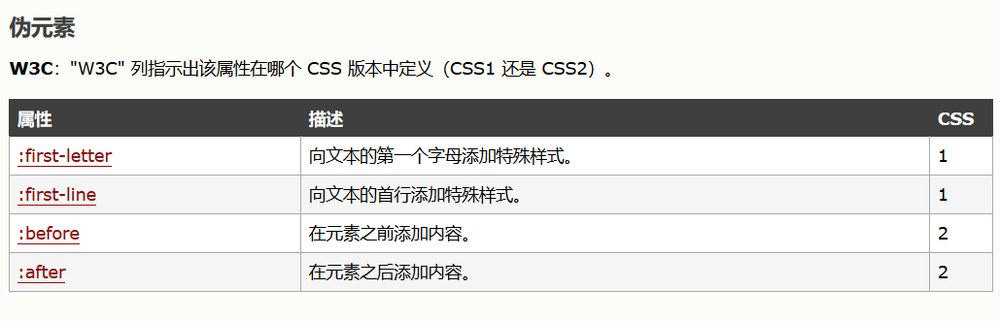 伪元素
W3C："W3C" 列指示出该属性在哪个 CSS 版本中定义（CSS1 还是 CSS2）。
属性 描述 CSS
:first-letter 向文本的第一个字母添加特殊样式。 1
:first-line 向文本的首行添加特殊样式。 1
:before 在元素之前添加内容。 2
:after 在元素之后添加内容。 2